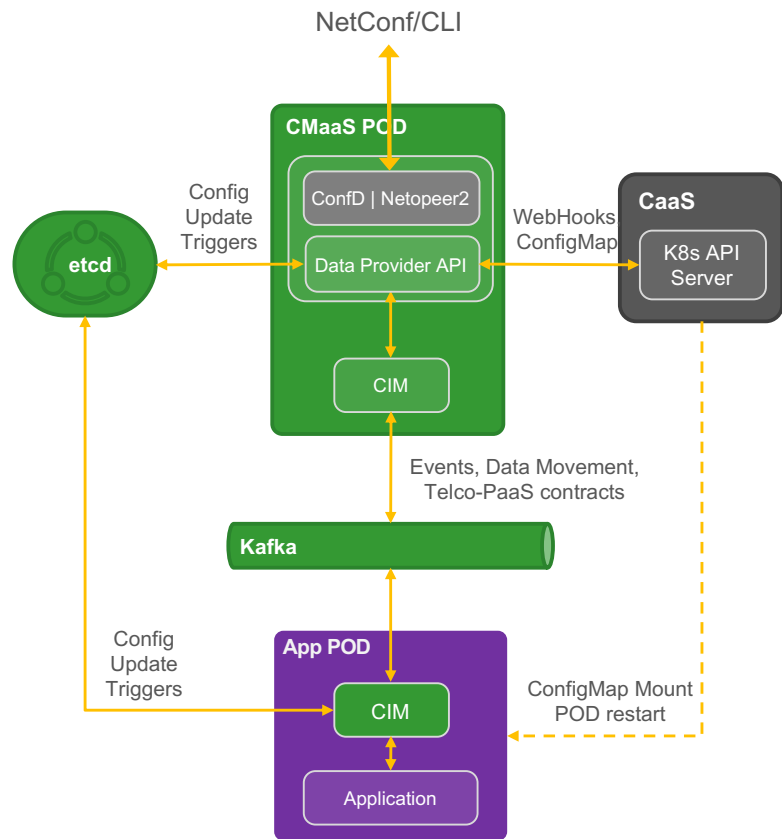 NetConf/CLI
CMaaS POD
ConfD | Netopeer2
Data Provider API
CIM
Config
Update
Triggers
etcd
WebHooks,
ConfigMap
CaaS
K8s API
Server
Events, Data Movement,
Telco-PaaS contracts
Kafka
Config
Update
Triggers
App POD
CIM
Application
ConfigMap Mount
POD restart